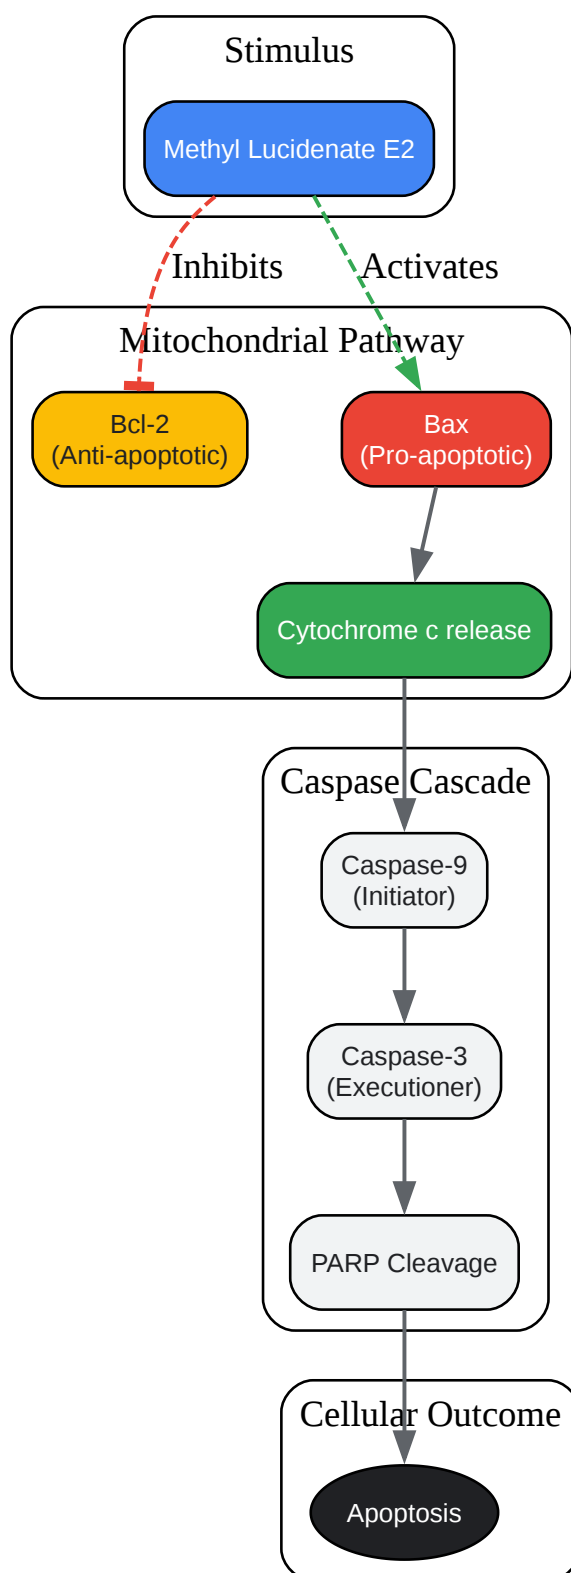 Stimulus
Methyl Lucidenate E2
Inhibits
Activates
Mitochondrial Pathway
Bcl-2
(Anti-apoptotic)
Bax
(Pro-apoptotic)
Cytochrome c release
Caspase Cascade
Caspase-9
(Initiator)
Caspase-3
(Executioner)
PARP Cleavage
Cellular Outcome
Apoptosis